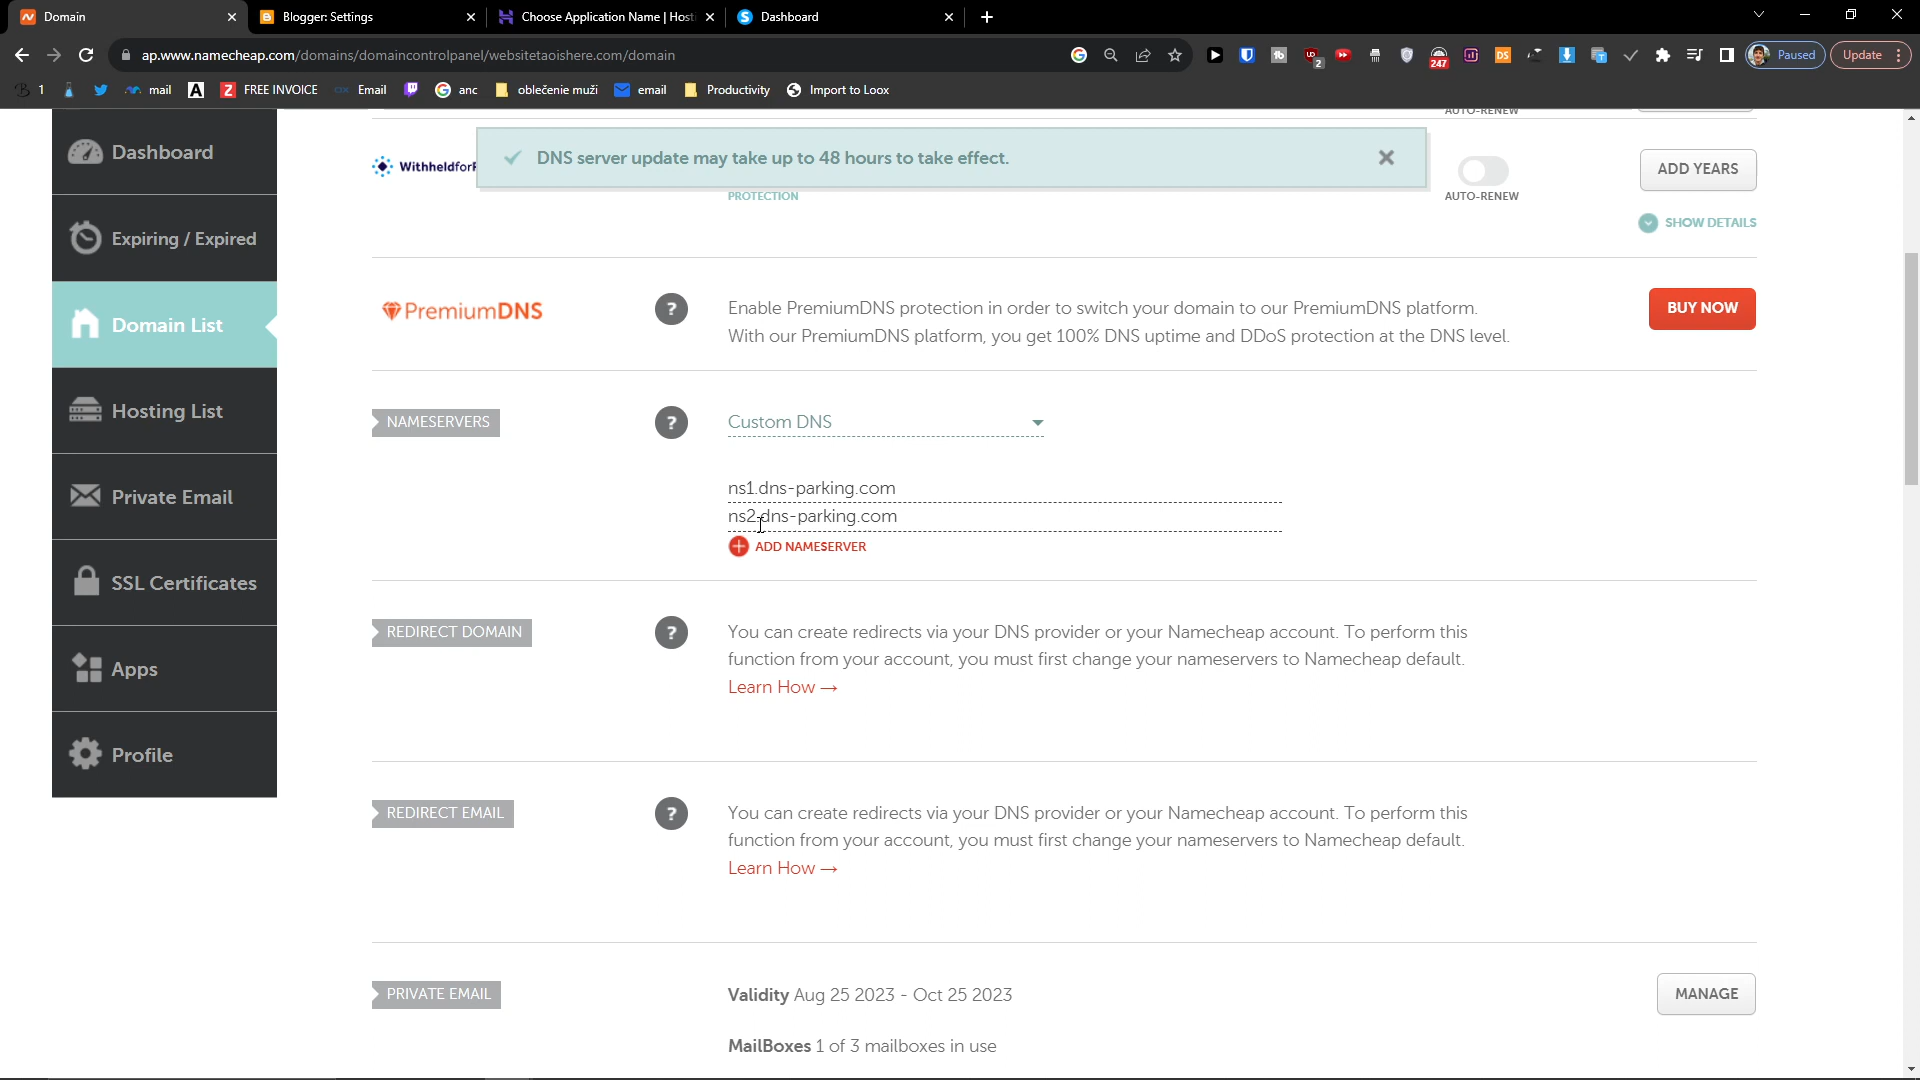 Domain
Blogger: Settings
Choose Application Name | Hosti
Dashboard
ap.www.namecheap.com/domains/domaincontrolpanel/websitetaoishere.com/domain
2
247
DS
Paused
Update
1
mail
FREE INVOICE
Email
anc
oblečenie muži
email
Productivity
Import to Loox
Dashboard
Expiring / Expired
Domain List
Hosting List
Private Email
SSL Certificates
Apps
Profile
AUTO-RENEW
WithheldforP
DNS server update may take up to 48 hours to take effect.
PROTECTION
AUTO-RENEW
ADD YEARS
SHOW DETAILS
PremiumDNS
?
Enable PremiumDNS protection in order to switch your domain to our PremiumDNS platform.
With our PremiumDNS platform, you get 100% DNS uptime and DDoS protection at the DNS level.
BUY NOW
NAMESERVERS
?
Custom DNS
ns1.dns-parking.com
ns2.dns-parking.com
ADD NAMESERVER
REDIRECT DOMAIN
?
You can create redirects via your DNS provider or your Namecheap account. To perform this
function from your account, you must first change your nameservers to Namecheap default.
Learn How →
REDIRECT EMAIL
?
You can create redirects via your DNS provider or your Namecheap account. To perform this
function from your account, you must first change your nameservers to Namecheap default.
Learn How →
PRIVATE EMAIL
Validity Aug 25 2023 - Oct 25 2023
MANAGE
MailBoxes 1 of 3 mailboxes in use